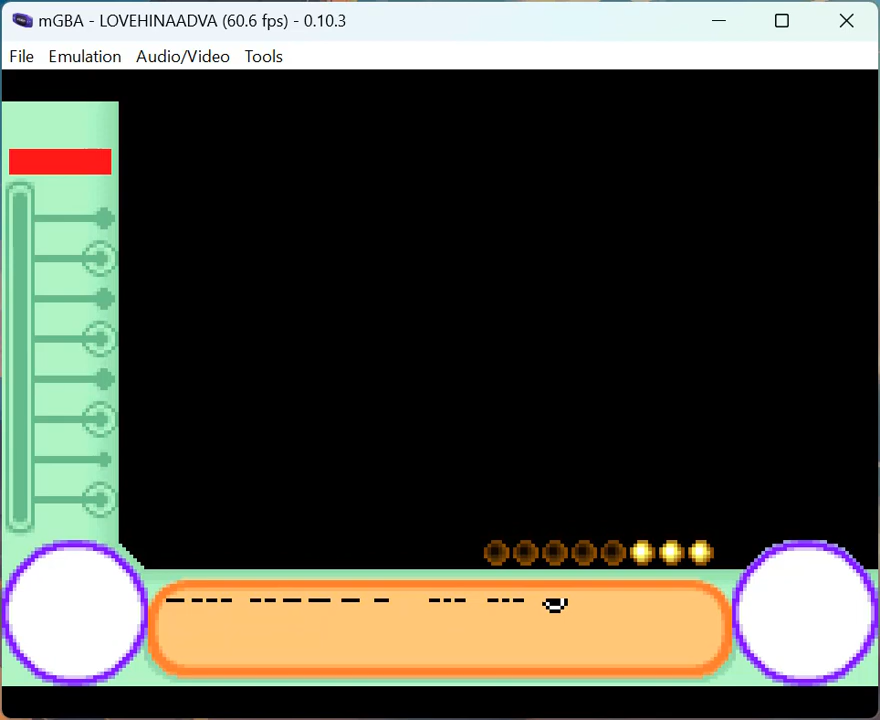 mGBA - LOVEHINAADVA (60.6 fps) - 0.10.3
File Emulation Audio/Video Tools